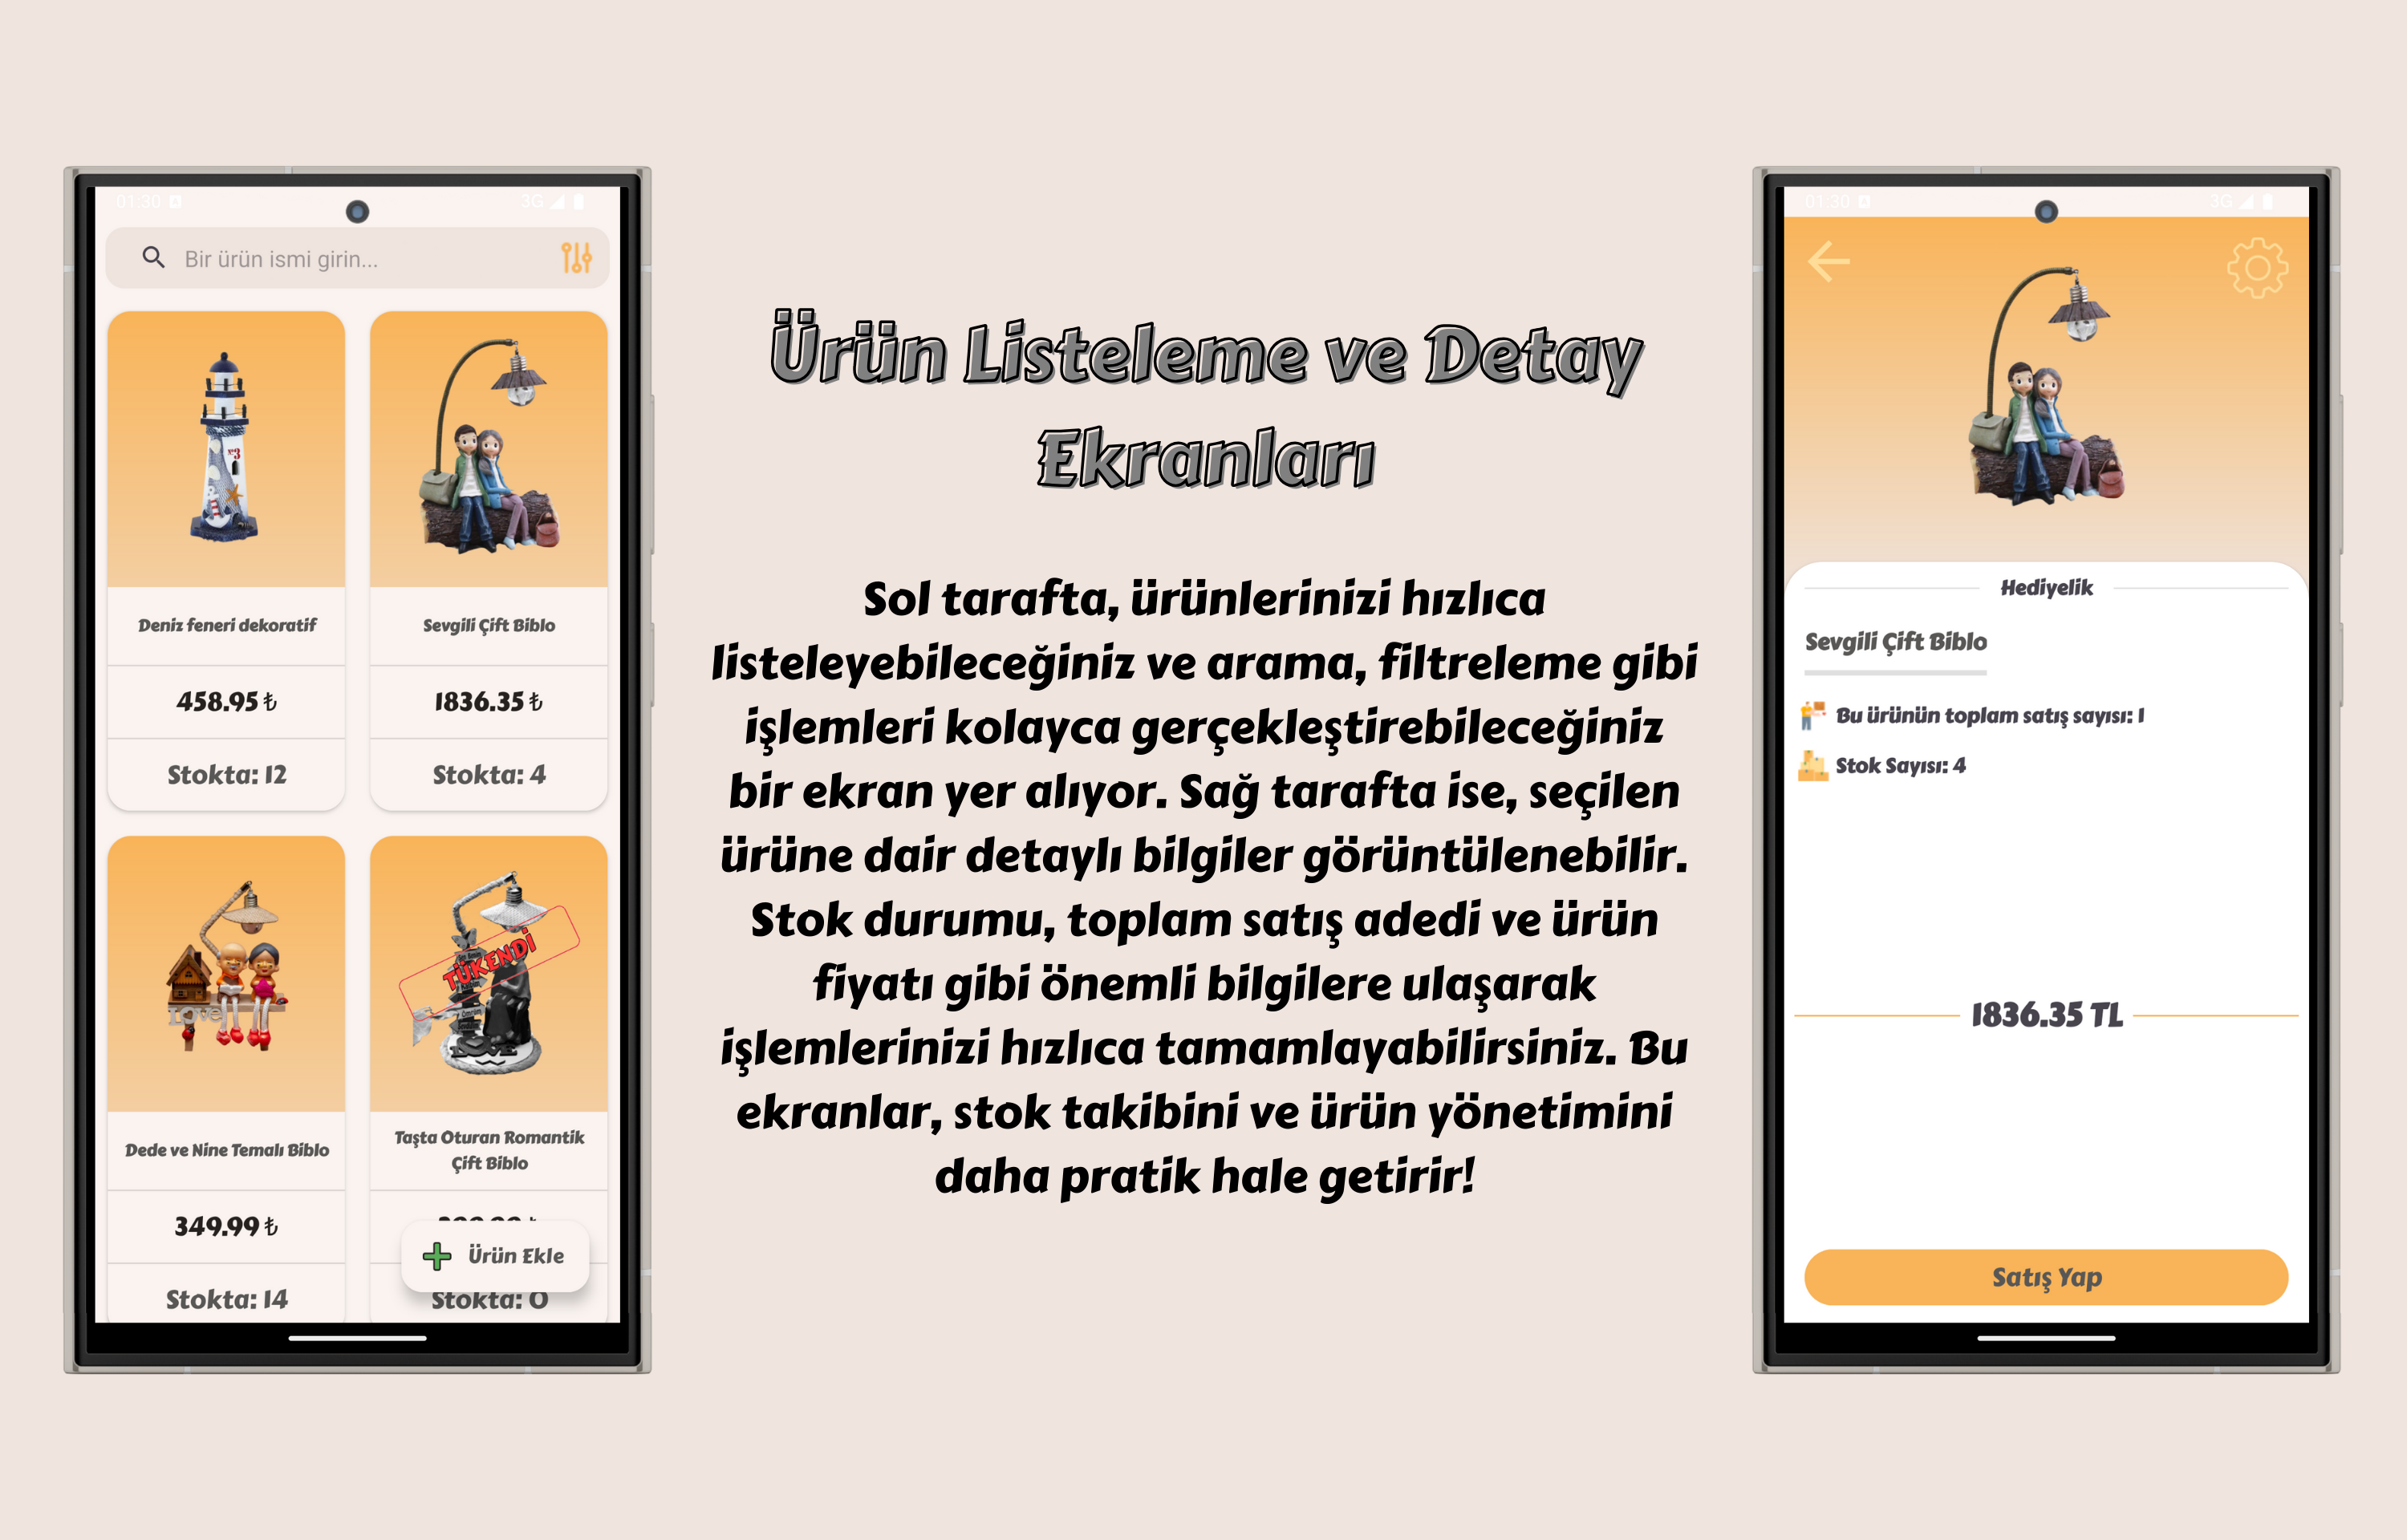 01:30
3G
Bir ürün ismi girin...
Deniz feneri dekoratif
458.95 ₺
Stokta: 12
Sevgili Çift Biblo
1836.35 ₺
Stokta: 4
Dede ve Nine Temalı Biblo
349.99 ₺
Stokta: 14
TÜKENDİ
LOVE
Taşta Oturan Romantik
Çift Biblo
Ürün Ekle
Stokta: 0
Ürün Listeleme ve Detay
Ekranları
Sol tarafta, ürünlerinizi hızlıca
listeleyebileceğiniz ve arama, filtreleme gibi
işlemleri kolayca gerçekleştirebileceğiniz
bir ekran yer alıyor. Sağ tarafta ise, seçilen
ürüne dair detaylı bilgiler görüntülenebilir.
Stok durumu, toplam satış adedi ve ürün
fiyatı gibi önemli bilgilere ulaşarak
işlemlerinizi hızlıca tamamlayabilirsiniz. Bu
ekranlar, stok takibini ve ürün yönetimini
daha pratik hale getirir!
01:30
3G
Hediyelik
Sevgili Çift Biblo
Bu ürünün toplam satış sayısı: 1
Stok Sayısı: 4
1836.35 TL
Satış Yap